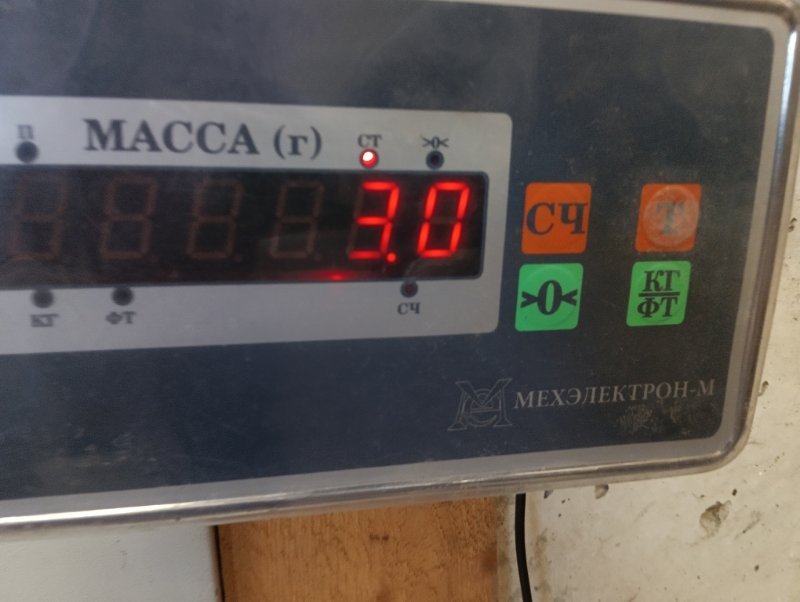 п
МАССА (г)
СТ
>0<
3.0
СЧ
Т
>0<
КГ
ФТ
КГ
ФТ
СЧ
МЕХЭЛЕКТРОН-М